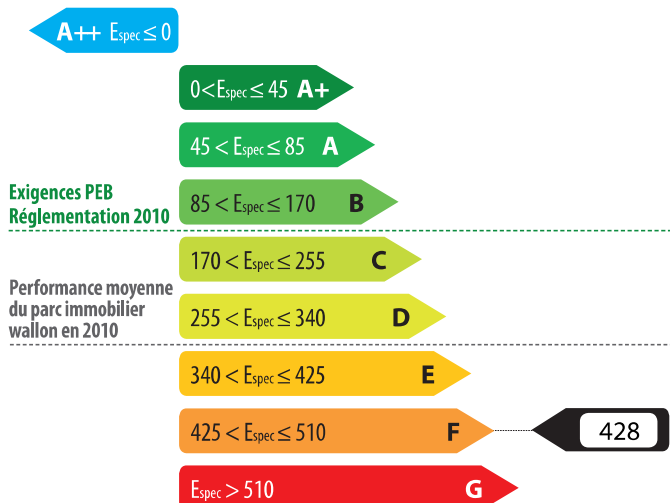 A++ Espec ≤ 0
0 < Espec ≤ 45 A+
45 < Espec ≤ 85 A
Exigences PEB
Réglementation 2010
85 < Espec ≤ 170 B
170 < Espec ≤ 255 C
Performance moyenne
du parc immobilier
wallon en 2010
255 < Espec ≤ 340 D
340 < Espec ≤ 425 E
425 < Espec ≤ 510 F 428
Espec > 510 G